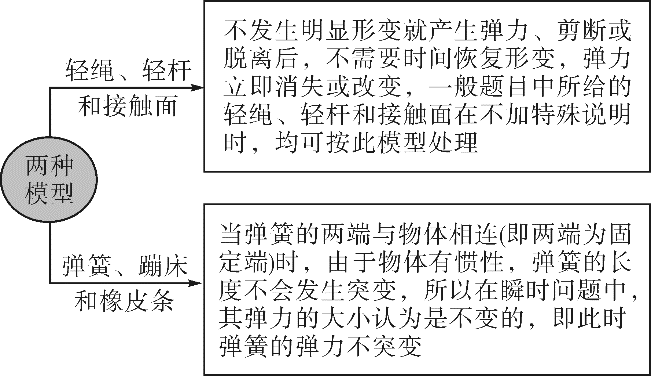 两种
模型
轻绳、轻杆
和接触面
不发生明显形变就产生弹力、剪断或
脱离后，不需要时间恢复形变，弹力
立即消失或改变，一般题目中所给的
轻绳、轻杆和接触面在不加特殊说明
时，均可按此模型处理
弹簧、蹦床
和橡皮条
当弹簧的两端与物体相连(即两端为固
定端)时，由于物体有惯性，弹簧的长
度不会发生突变，所以在瞬时问题中，
其弹力的大小认为是不变的，即此时
弹簧的弹力不突变